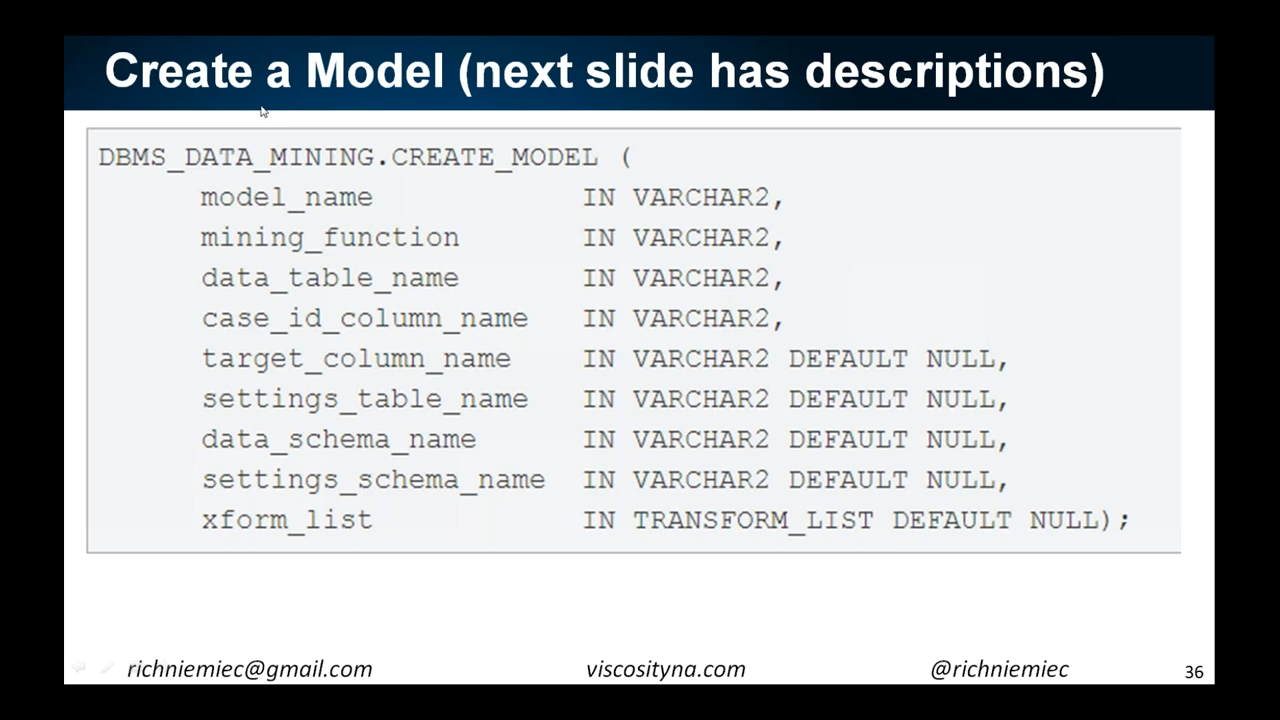 Create a Model (next slide has descriptions)
DBMS_DATA_MINING.CREATE_MODEL (
model_name IN VARCHAR2,
mining_function IN VARCHAR2,
data_table_name IN VARCHAR2,
case_id_column_name IN VARCHAR2,
target_column_name IN VARCHAR2 DEFAULT NULL,
settings_table_name IN VARCHAR2 DEFAULT NULL,
data_schema_name IN VARCHAR2 DEFAULT NULL,
settings_schema_name IN VARCHAR2 DEFAULT NULL,
xform_list IN TRANSFORM_LIST DEFAULT NULL);
richniemiec@gmail.com viscosityna.com @richniemiec 36